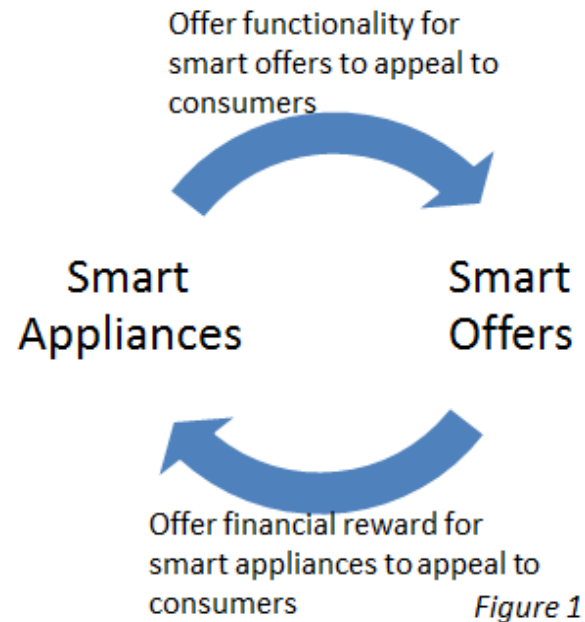 Offer functionality for
smart offers to appeal to
consumers
Smart
Appliances
Smart
Offers
Offer financial reward for
smart appliances to appeal to
consumers
Figure 1